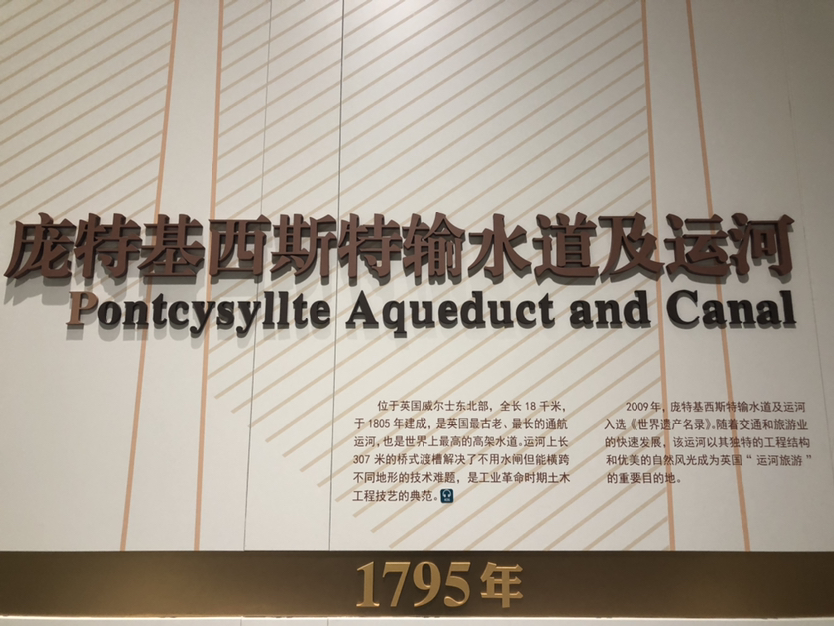 庞特基西斯特输水道及运河
Pontcysyllte Aqueduct and Canal
位于英国威尔士东北部，全长 18 千米，
于 1805 年建成，是英国最古老、最长的通航
运河，也是世界上最高的高架水道。运河上长
307 米的桥式渡槽解决了不用水闸但能横跨
不同地形的技术难题，是工业革命时期土木
工程技艺的典范。
2009 年，庞特基西斯特输水道及运河
入选《世界遗产名录》。随着交通和旅游业
的快速发展，该运河以其独特的工程结构
和优美的自然风光成为英国“ 运河旅游 ”
的重要目的地。
1795年